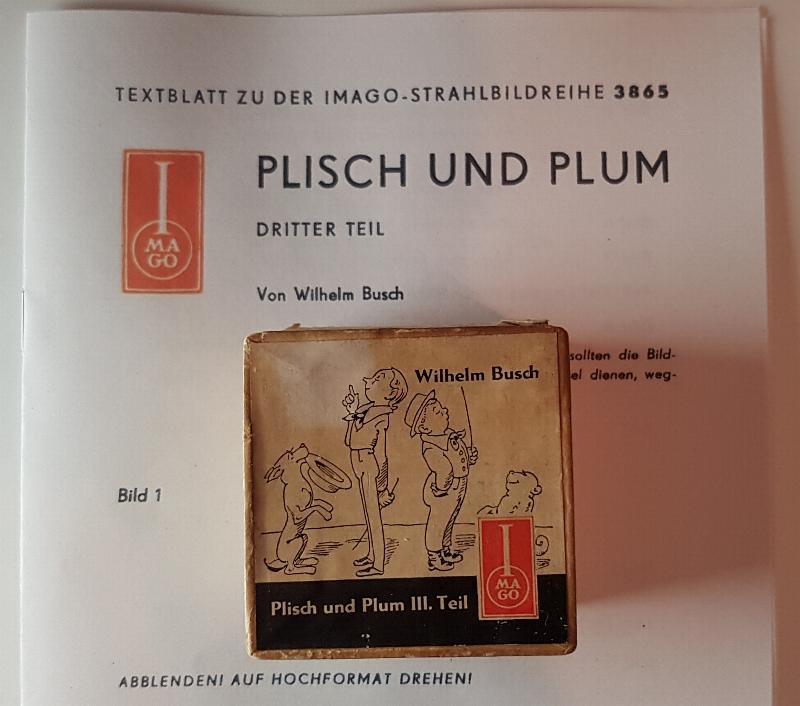 TEXTBLATT ZU DER IMAGO-STRAHLBILDREIHE 3865
I
MA
GO
PLISCH UND PLUM
DRITTER TEIL
Von Wilhelm Busch
sollten die Bild-
dienen, weg-
Wilhelm Busch
Bild 1
Plisch und Plum III. Teil
I
MA
GO
ABBLENDEN! AUF HOCHFORMAT DREHEN!